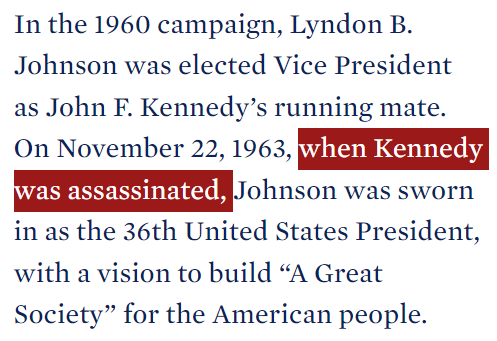 In the 1960 campaign, Lyndon B.
Johnson was elected Vice President
as John F. Kennedy’s running mate.
On November 22, 1963, when Kennedy
was assassinated, Johnson was sworn
in as the 36th United States President,
with a vision to build “A Great
Society” for the American people.